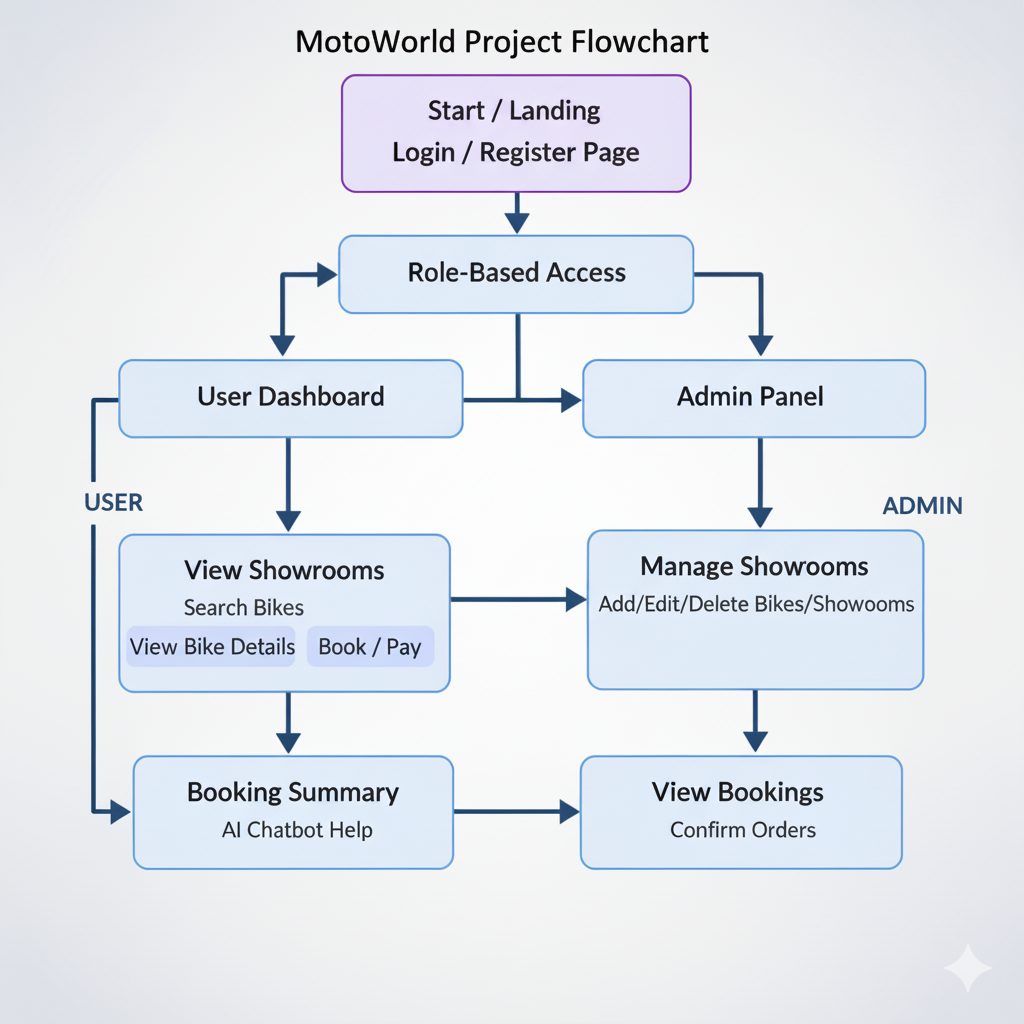 MotoWorld Project Flowchart
Start / Landing
Login / Register Page
Role-Based Access
User Dashboard
Admin Panel
USER
ADMIN
View Showrooms
Search Bikes
View Bike Details
Book / Pay
Manage Showrooms
Add/Edit/Delete Bikes/Showooms
Booking Summary
AI Chatbot Help
View Bookings
Confirm Orders